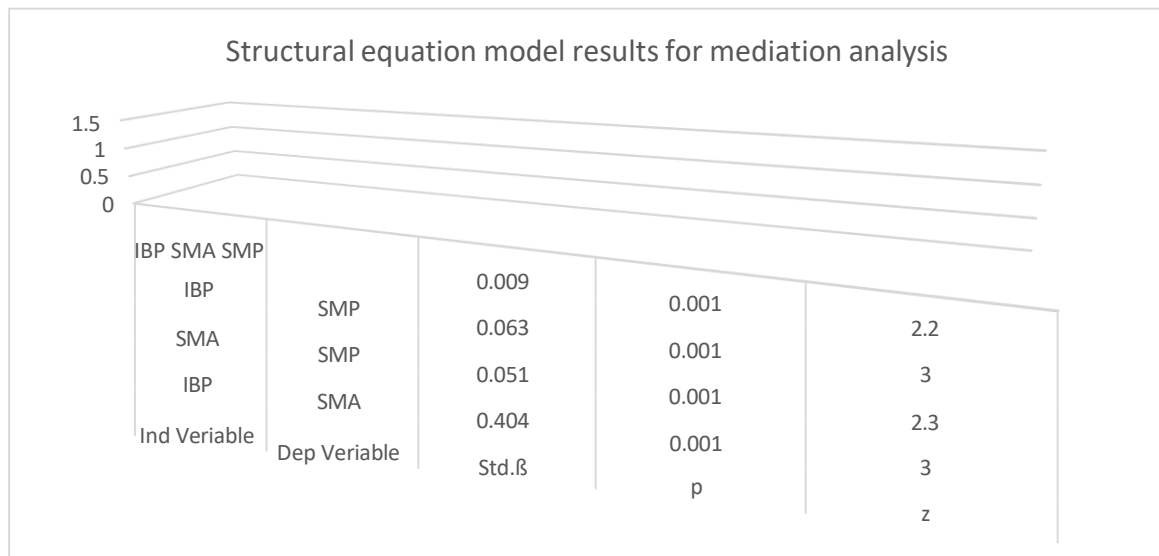 Structural equation model results for mediation analysis
1.5
1
0.5
0
IBP SMA SMP
0.009
0.001
2.2
IBP
SMP
0.063
0.001
3
SMA
SMP
0.051
0.001
2.3
IBP
SMA
0.404
0.001
3
Ind Veriable
Dep Veriable
Std.ß
p
z